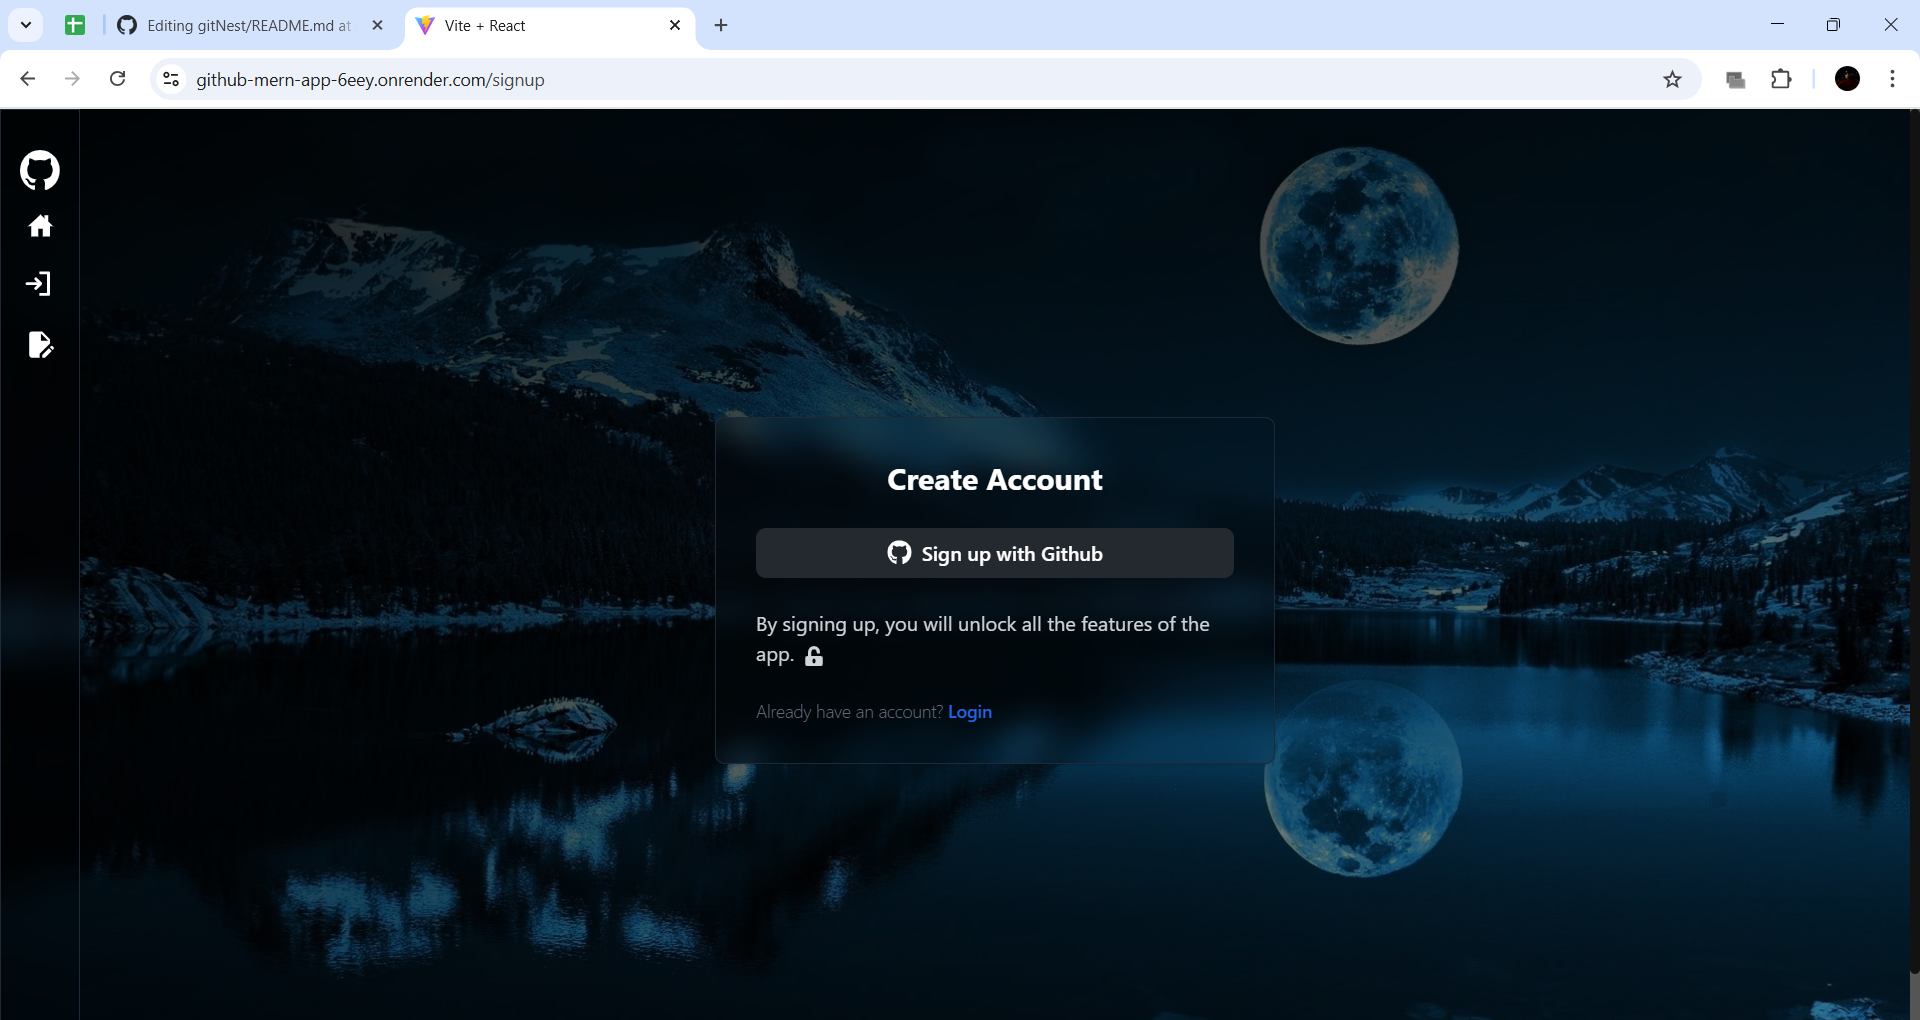 Editing gitNest/README.md at
Vite + React
github-mern-app-6eey.onrender.com/signup
Create Account
Sign up with Github
By signing up, you will unlock all the features of the
app.
Already have an account? Login